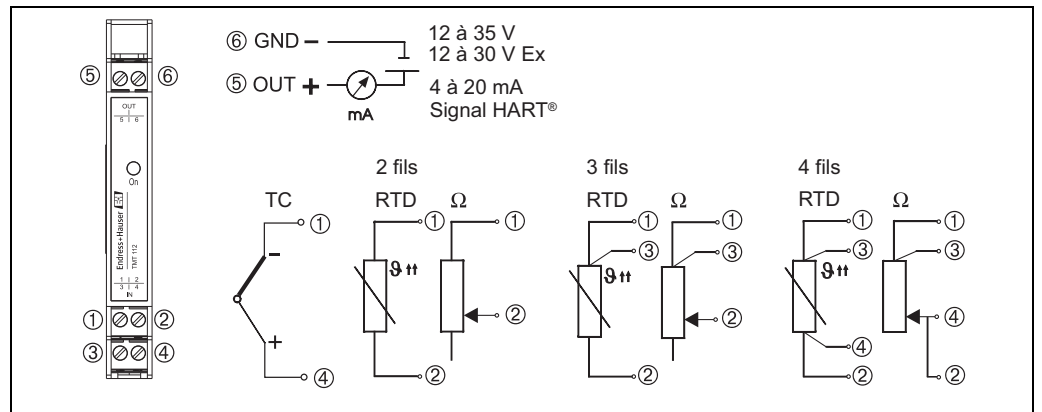 ⑤ ⑥
OUT
5 | 6
On
Endress+Hauser EH
TMT 112
1 | 2
3 | 4
IN
① ②
③ ④
⑥ GND -
12 à 35 V
12 à 30 V Ex
⑤ OUT +
mA
4 à 20 mA
Signal HART®
TC
① - + ④
2 fils
RTD Ω
① ①
ϑ ↑↑
②
②
3 fils
RTD Ω
① ①
③ ③
ϑ ↑↑
②
②
4 fils
RTD Ω
① ①
③ ③
ϑ ↑↑
④ ④
② ②